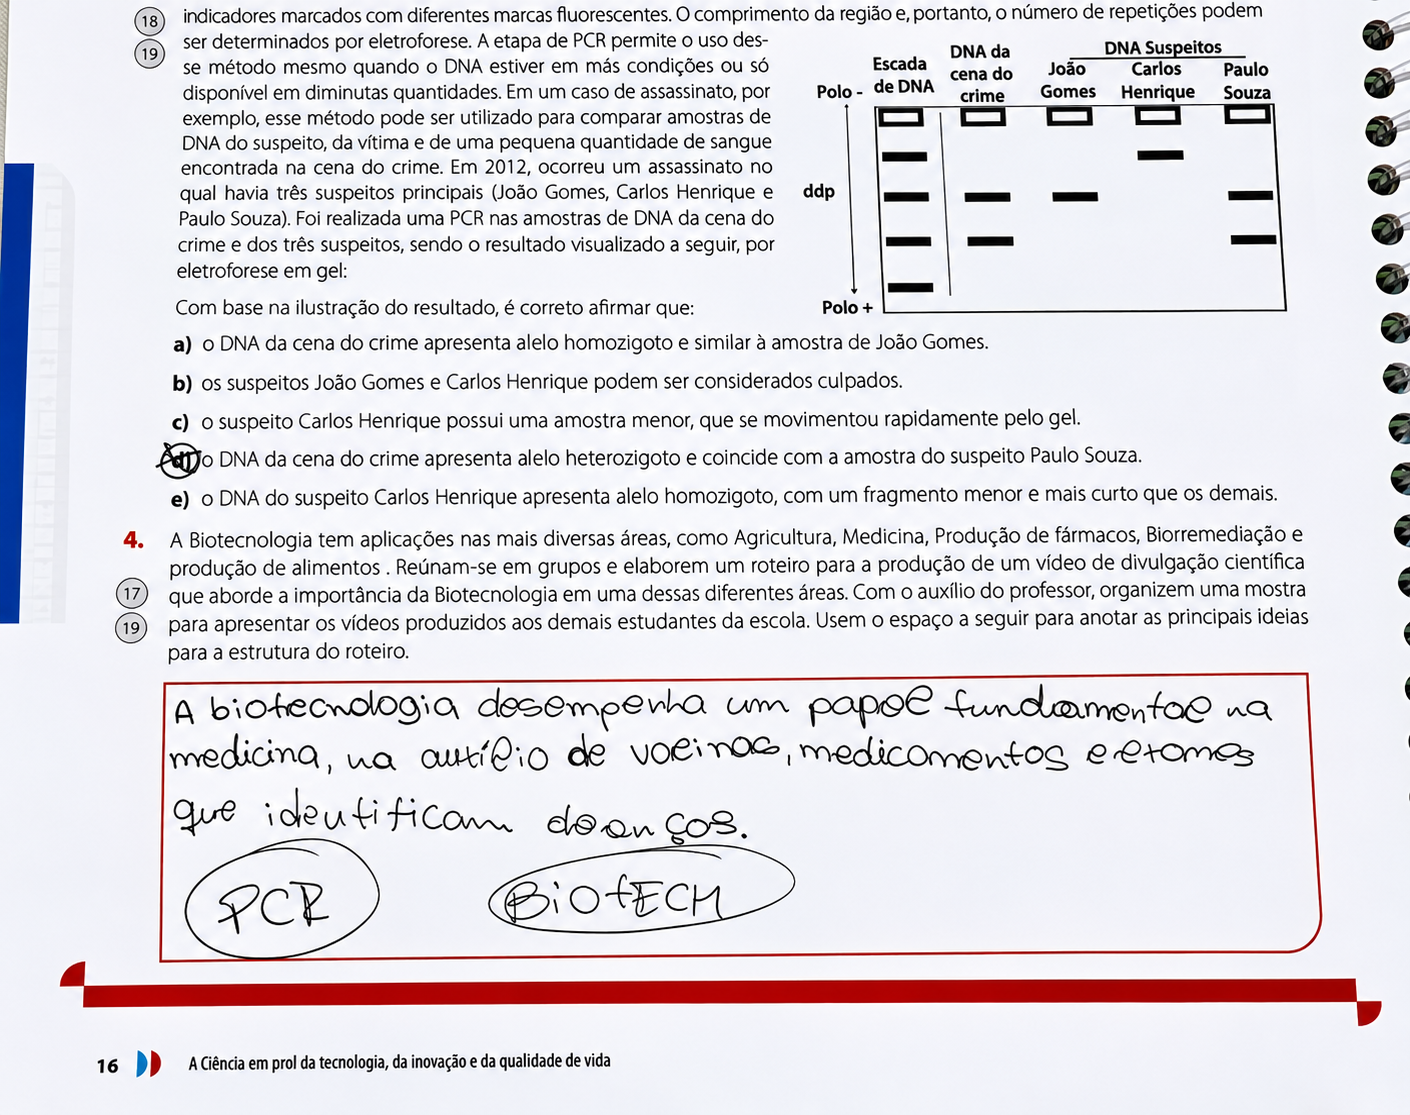 18 indicadores marcados com diferentes marcas fluorescentes. O comprimento da região e, portanto, o número de repetições podem
19 ser determinados por eletroforese. A etapa de PCR permite o uso des-
se método mesmo quando o DNA estiver em más condições ou só
disponível em diminutas quantidades. Em um caso de assassinato, por
exemplo, esse método pode ser utilizado para comparar amostras de
DNA do suspeito, da vítima e de uma pequena quantidade de sangue
encontrada na cena do crime. Em 2012, ocorreu um assassinato no
qual havia três suspeitos principais (João Gomes, Carlos Henrique e
Paulo Souza). Foi realizada uma PCR nas amostras de DNA da cena do
crime e dos três suspeitos, sendo o resultado visualizado a seguir, por
eletroforese em gel:
DNA Suspeitos
Escada
de DNA
DNA da
cena do
crime
João
Gomes
Carlos
Henrique
Paulo
Souza
Polo -
ddp
Polo +
Com base na ilustração do resultado, é correto afirmar que:
a) o DNA da cena do crime apresenta alelo homozigoto e similar à amostra de João Gomes.
b) os suspeitos João Gomes e Carlos Henrique podem ser considerados culpados.
c) o suspeito Carlos Henrique possui uma amostra menor, que se movimentou rapidamente pelo gel.
d) o DNA da cena do crime apresenta alelo heterozigoto e coincide com a amostra do suspeito Paulo Souza.
e) o DNA do suspeito Carlos Henrique apresenta alelo homozigoto, com um fragmento menor e mais curto que os demais.
4. A Biotecnologia tem aplicações nas mais diversas áreas, como Agricultura, Medicina, Produção de fármacos, Biorremediação e
produção de alimentos . Reúnam-se em grupos e elaborem um roteiro para a produção de um vídeo de divulgação científica
17 que aborde a importância da Biotecnologia em uma dessas diferentes áreas. Com o auxílio do professor, organizem uma mostra
19 para apresentar os vídeos produzidos aos demais estudantes da escola. Usem o espaço a seguir para anotar as principais ideias
para a estrutura do roteiro.
A biotecnologia desempenha um papel fundamental na
medicina, na auxílio de vacinas, medicamentos e exames
que identificam doenças.
PCR BiotECH
16 A Ciência em prol da tecnologia, da inovação e da qualidade de vida